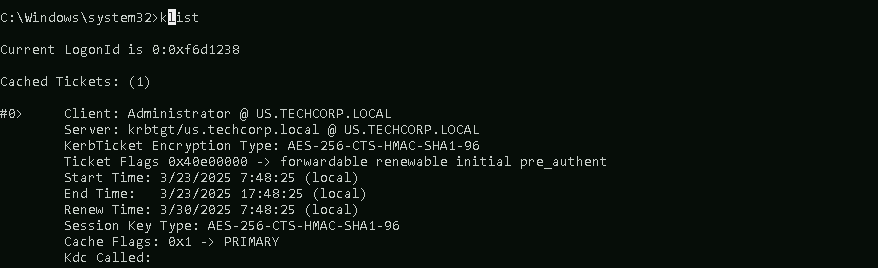 C:\Windows\system32>klist
Current LogonId is 0:0xf6d1238
Cached Tickets: (1)
#0> Client: Administrator @ US.TECHCORP.LOCAL
Server: krbtgt/us.techcorp.local @ US.TECHCORP.LOCAL
KerbTicket Encryption Type: AES-256-CTS-HMAC-SHA1-96
Ticket Flags 0x40e00000 -> forwardable renewable initial pre_authent
Start Time: 3/23/2025 7:48:25 (local)
End Time: 3/23/2025 17:48:25 (local)
Renew Time: 3/30/2025 7:48:25 (local)
Session Key Type: AES-256-CTS-HMAC-SHA1-96
Cache Flags: 0x1 -> PRIMARY
Kdc Called: